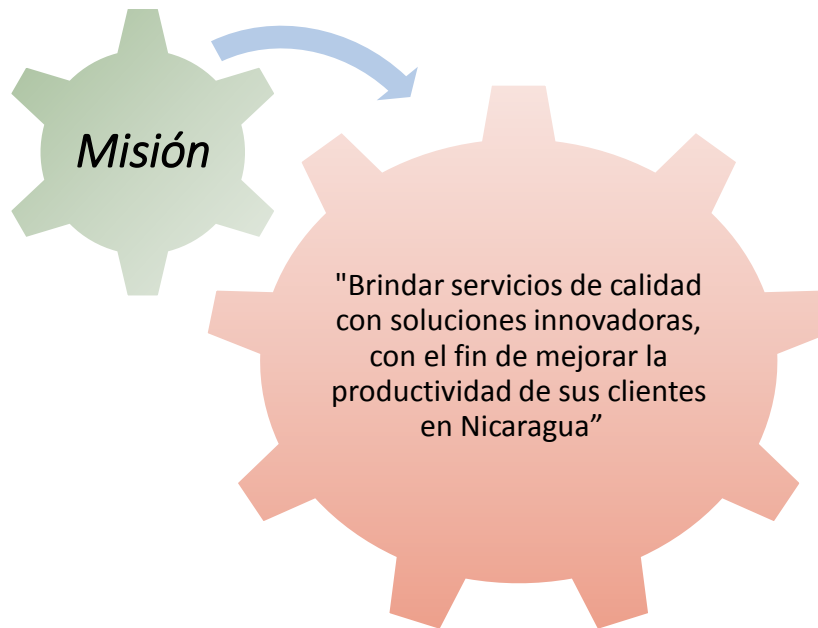 Misión
"Brindar servicios de calidad
con soluciones innovadoras,
con el fin de mejorar la
productividad de sus clientes
en Nicaragua”